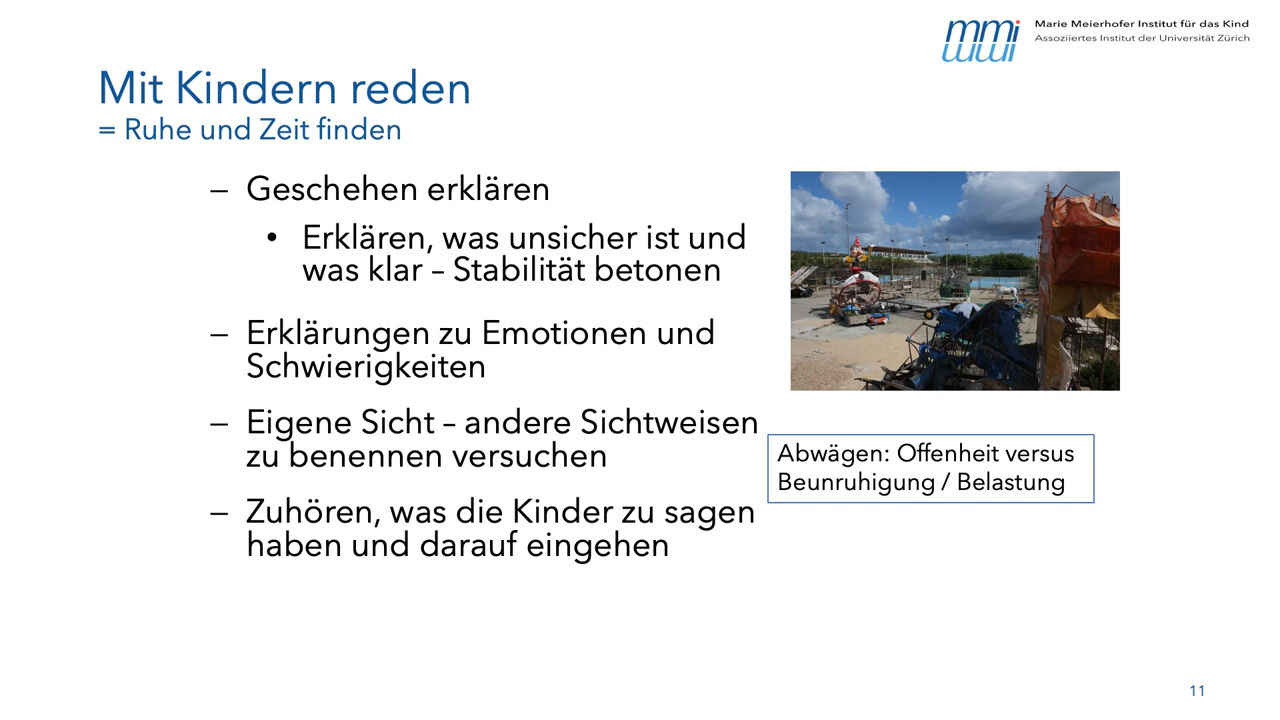 mmi
Marie Meierhofer Institut für das Kind
Assoziiertes Institut der Universität Zürich
Mit Kindern reden
= Ruhe und Zeit finden
– Geschehen erklären
• Erklären, was unsicher ist und
was klar – Stabilität betonen
– Erklärungen zu Emotionen und
Schwierigkeiten
– Eigene Sicht – andere Sichtweisen
zu benennen versuchen
– Zuhören, was die Kinder zu sagen
haben und darauf eingehen
Abwägen: Offenheit versus
Beunruhigung / Belastung
11